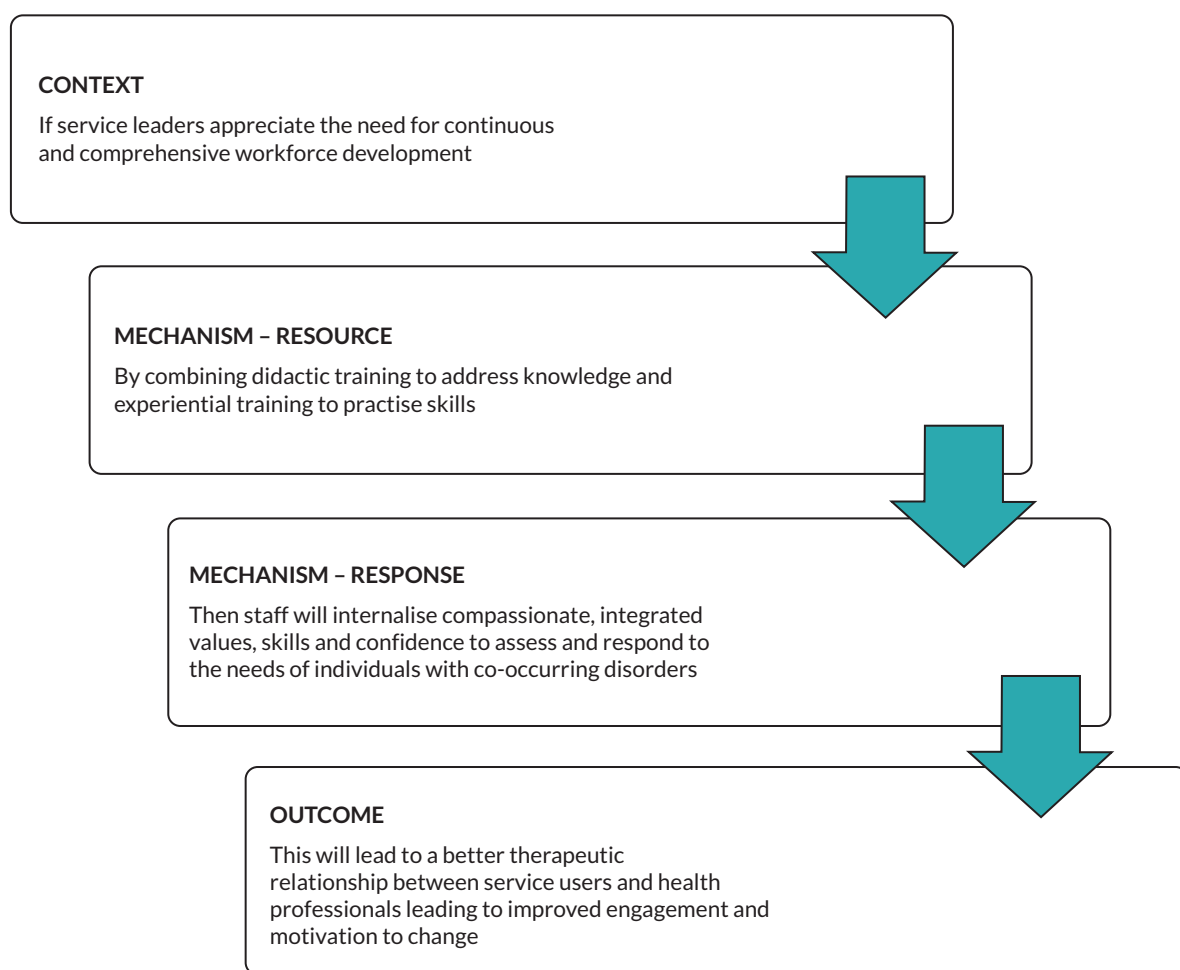 CONTEXT
If service leaders appreciate the need for continuous
and comprehensive workforce development
MECHANISM – RESOURCE
By combining didactic training to address knowledge and
experiential training to practise skills
MECHANISM – RESPONSE
Then staff will internalise compassionate, integrated
values, skills and confidence to assess and respond to
the needs of individuals with co-occurring disorders
OUTCOME
This will lead to a better therapeutic
relationship between service users and health
professionals leading to improved engagement and
motivation to change